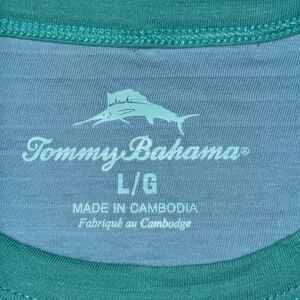 Tommy Bahama®
L/G
MADE IN CAMBODIA
Fabriqué au Cambodge